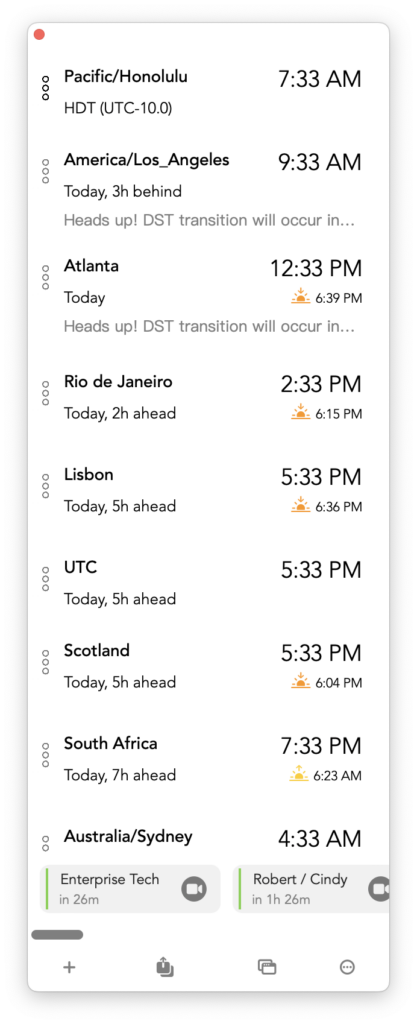 Pacific/Honolulu 7:33 AM
HDT (UTC-10.0)
America/Los_Angeles 9:33 AM
Today, 3h behind
Heads up! DST transition will occur in...
Atlanta 12:33 PM
Today 6:39 PM
Heads up! DST transition will occur in...
Rio de Janeiro 2:33 PM
Today, 2h ahead 6:15 PM
Lisbon 5:33 PM
Today, 5h ahead 6:36 PM
UTC 5:33 PM
Today, 5h ahead
Scotland 5:33 PM
Today, 5h ahead 6:04 PM
South Africa 7:33 PM
Today, 7h ahead 6:23 AM
Australia/Sydney 4:33 AM
Enterprise Tech Robert / Cindy
in 26m in 1h 26m